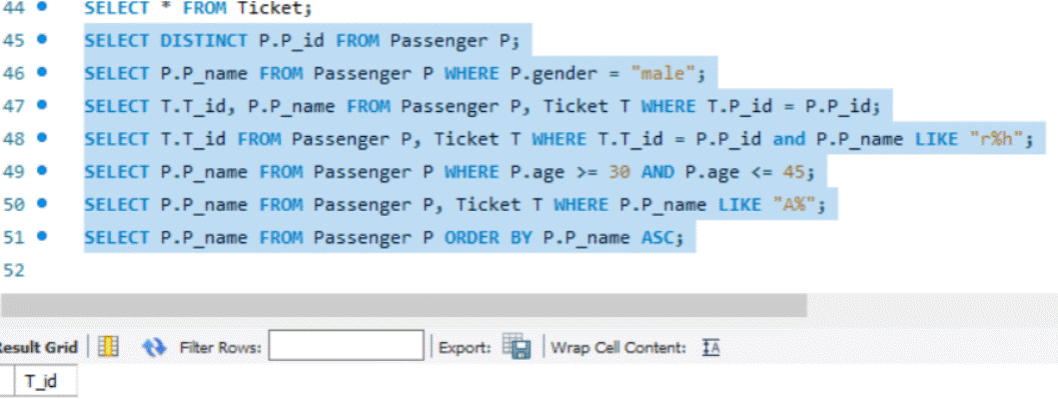 44 SELECT * FROM Ticket;
45 SELECT DISTINCT P.P_id FROM Passenger P;
46 SELECT P.P_name FROM Passenger P WHERE P.gender = "male";
47 SELECT T.T_id, P.P_name FROM Passenger P, Ticket T WHERE T.P_id = P.P_id;
48 SELECT T.T_id FROM Passenger P, Ticket T WHERE T.T_id = P.P_id and P.P_name LIKE "r%h";
49 SELECT P.P_name FROM Passenger P WHERE P.age >= 30 AND P.age <= 45;
50 SELECT P.P_name FROM Passenger P, Ticket T WHERE P.P_name LIKE "A%";
51 SELECT P.P_name FROM Passenger P ORDER BY P.P_name ASC;
52
Result Grid Filter Rows: Export: Wrap Cell Content: IA
T_id